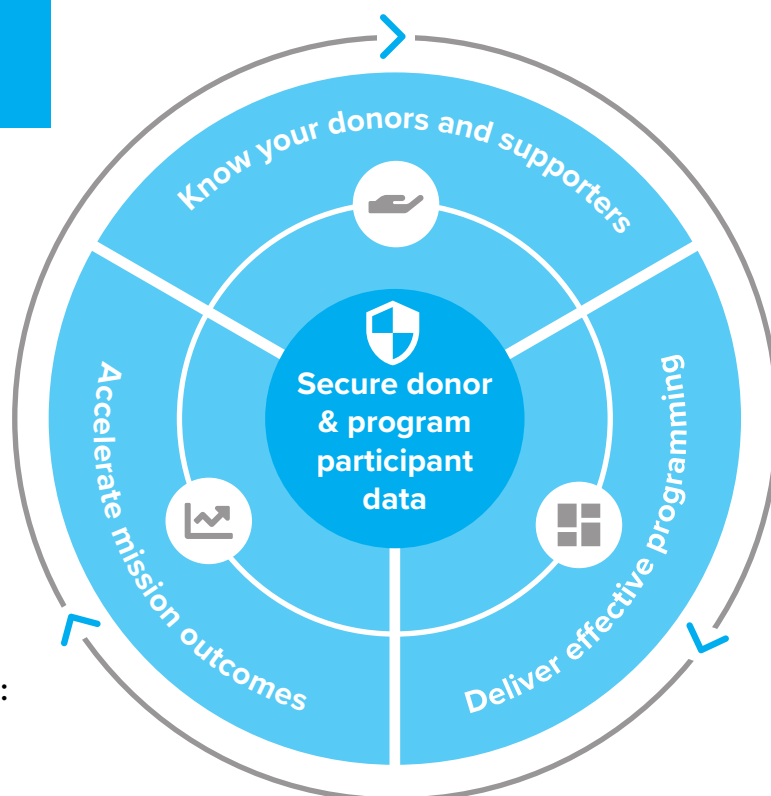 Know your donors and supporters
Secure donor
& program
participant
data
Deliver effective programming
Accelerate mission outcomes
: